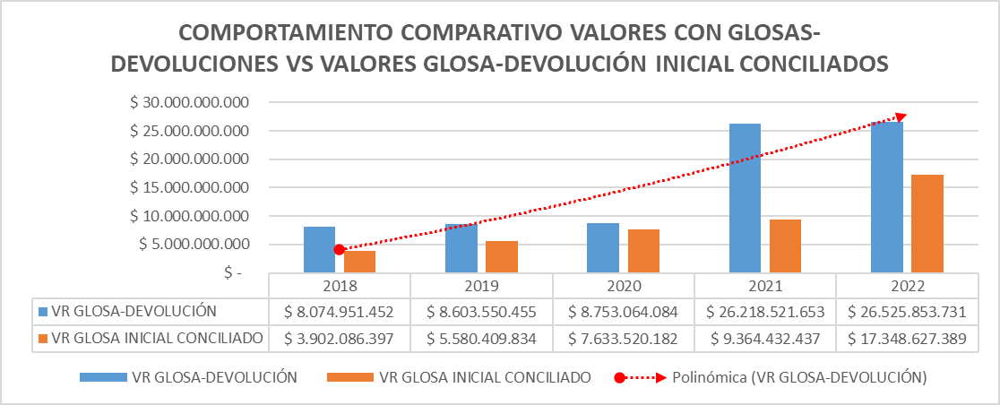 COMPORTAMIENTO COMPARATIVO VALORES CON GLOSAS-
DEVOLUCIONES VS VALORES GLOSA-DEVOLUCIÓN INICIAL CONCILIADOS
$ 30.000.000.000
$ 25.000.000.000
$ 20.000.000.000
$ 15.000.000.000
$ 10.000.000.000
$ 5.000.000.000
$ -
2018 2019 2020 2021 2022
VR GLOSA-DEVOLUCIÓN $ 8.074.951.452 $ 8.603.550.455 $ 8.753.064.084 $ 26.218.521.653 $ 26.525.853.731
VR GLOSA INICIAL CONCILIADO $ 3.902.086.397 $ 5.580.409.834 $ 7.633.520.182 $ 9.364.432.437 $ 17.348.627.389
VR GLOSA-DEVOLUCIÓN VR GLOSA INICIAL CONCILIADO Polinómica (VR GLOSA-DEVOLUCIÓN)